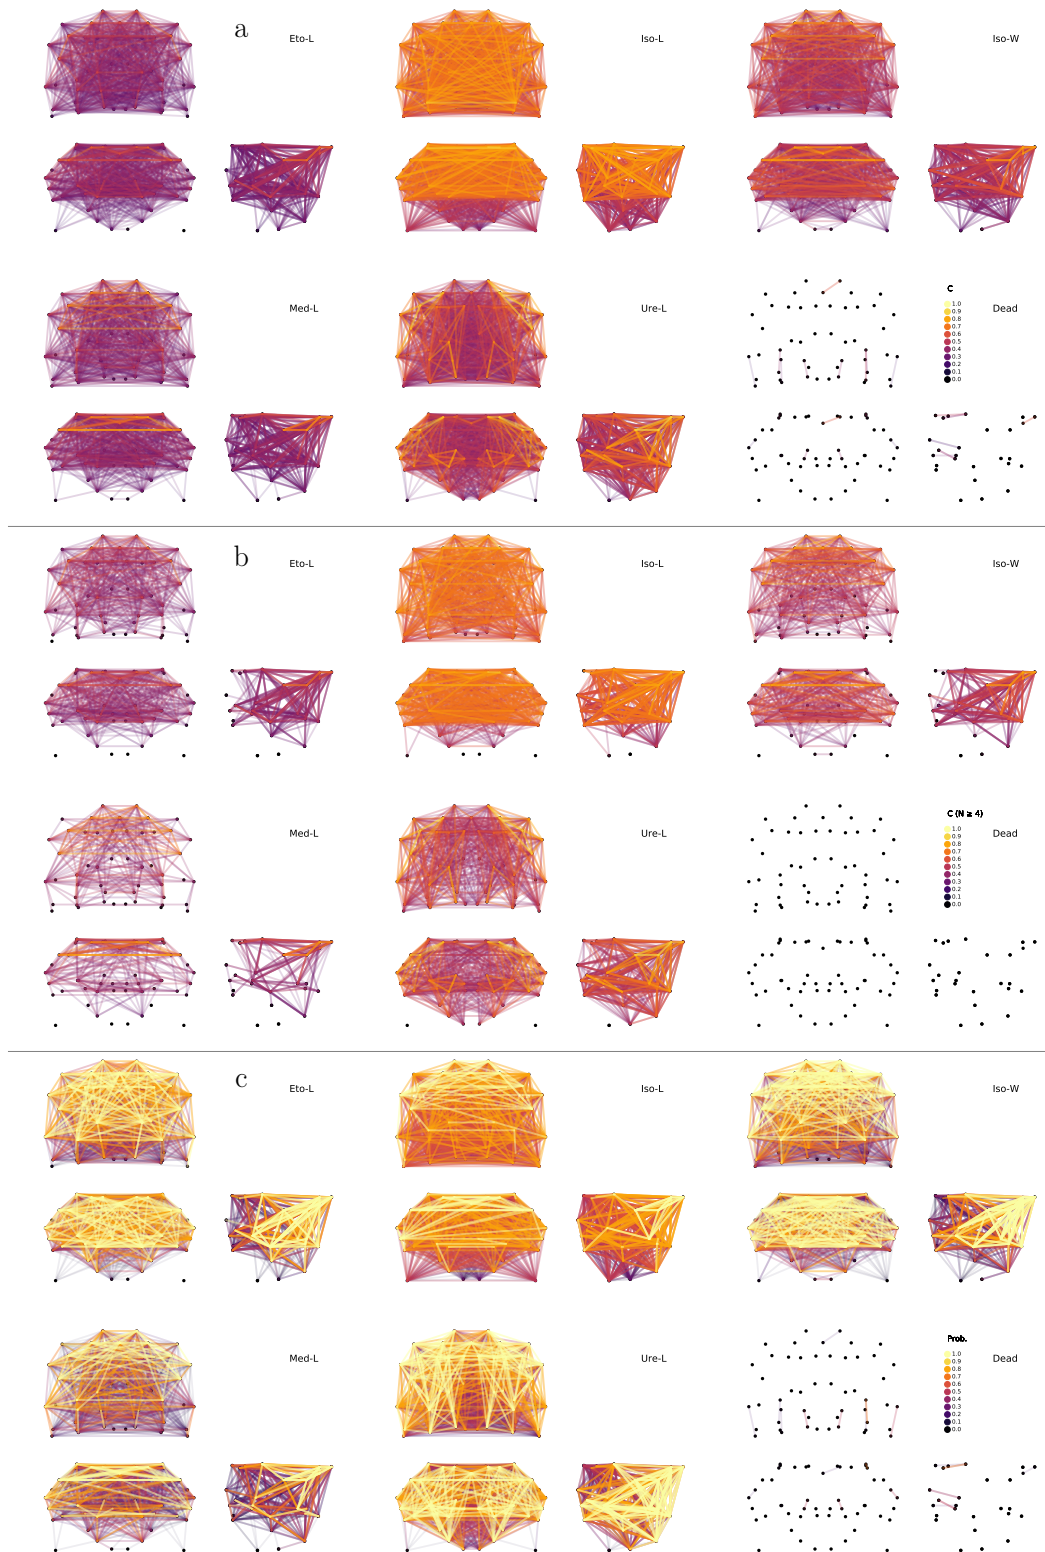 a
Eto-L
Iso-L
Iso-W
Med-L
Ure-L
C
1.0
0.9
0.8
0.7
0.6
0.5
0.4
0.3
0.2
0.1
0.0
Dead
b
Eto-L
Iso-L
Iso-W
Med-L
Ure-L
C (N ≥ 4)
1.0
0.9
0.8
0.7
0.6
0.5
0.4
0.3
0.2
0.1
0.0
Dead
c
Eto-L
Iso-L
Iso-W
Med-L
Ure-L
Prob.
1.0
0.9
0.8
0.7
0.6
0.5
0.4
0.3
0.2
0.1
0.0
Dead